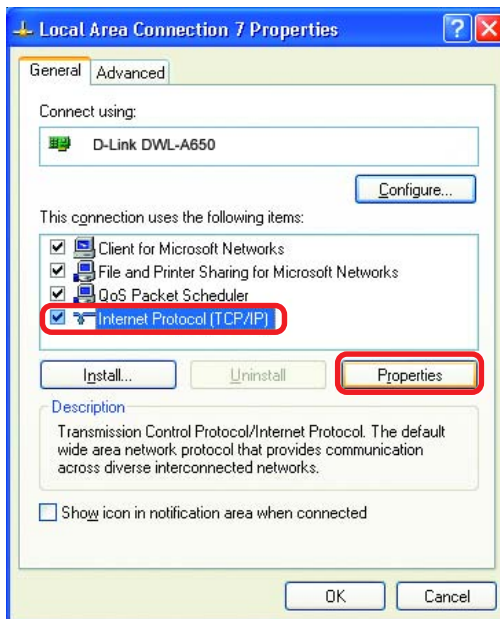 Local Area Connection 7 Properties
General
Advanced
Connect using:
D-Link DWL-A650
Configure...
This connection uses the following items:
Client for Microsoft Networks
File and Printer Sharing for Microsoft Networks
QoS Packet Scheduler
Internet Protocol (TCP/IP)
Install...
Uninstall
Properties
Description
Transmission Control Protocol/Internet Protocol. The default
wide area network protocol that provides communication
across diverse interconnected networks.
Show icon in notification area when connected
OK
Cancel